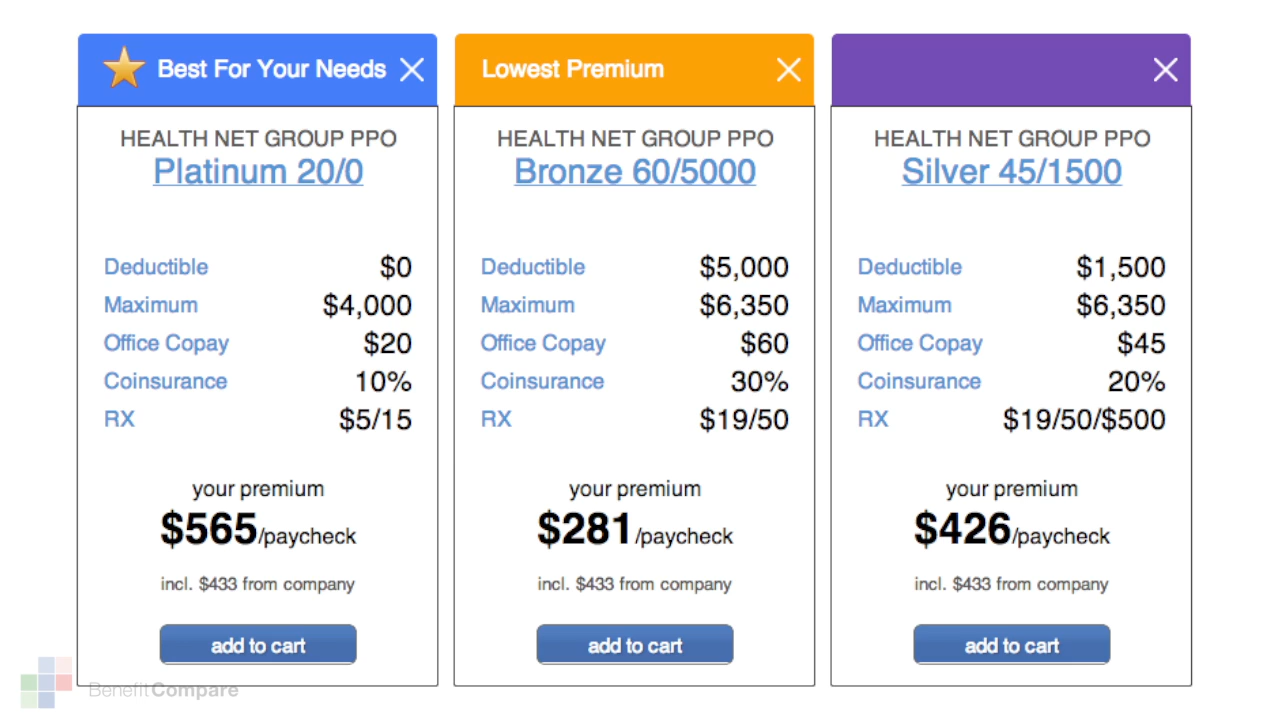 Best For Your Needs
HEALTH NET GROUP PPO
Platinum 20/0
Deductible $0
Maximum $4,000
Office Copay $20
Coinsurance 10%
RX $5/15
your premium
$565/paycheck
incl. $433 from company
add to cart
Lowest Premium
HEALTH NET GROUP PPO
Bronze 60/5000
Deductible $5,000
Maximum $6,350
Office Copay $60
Coinsurance 30%
RX $19/50
your premium
$281/paycheck
incl. $433 from company
add to cart
HEALTH NET GROUP PPO
Silver 45/1500
Deductible $1,500
Maximum $6,350
Office Copay $45
Coinsurance 20%
RX $19/50/$500
your premium
$426/paycheck
incl. $433 from company
add to cart
BenefitCompare